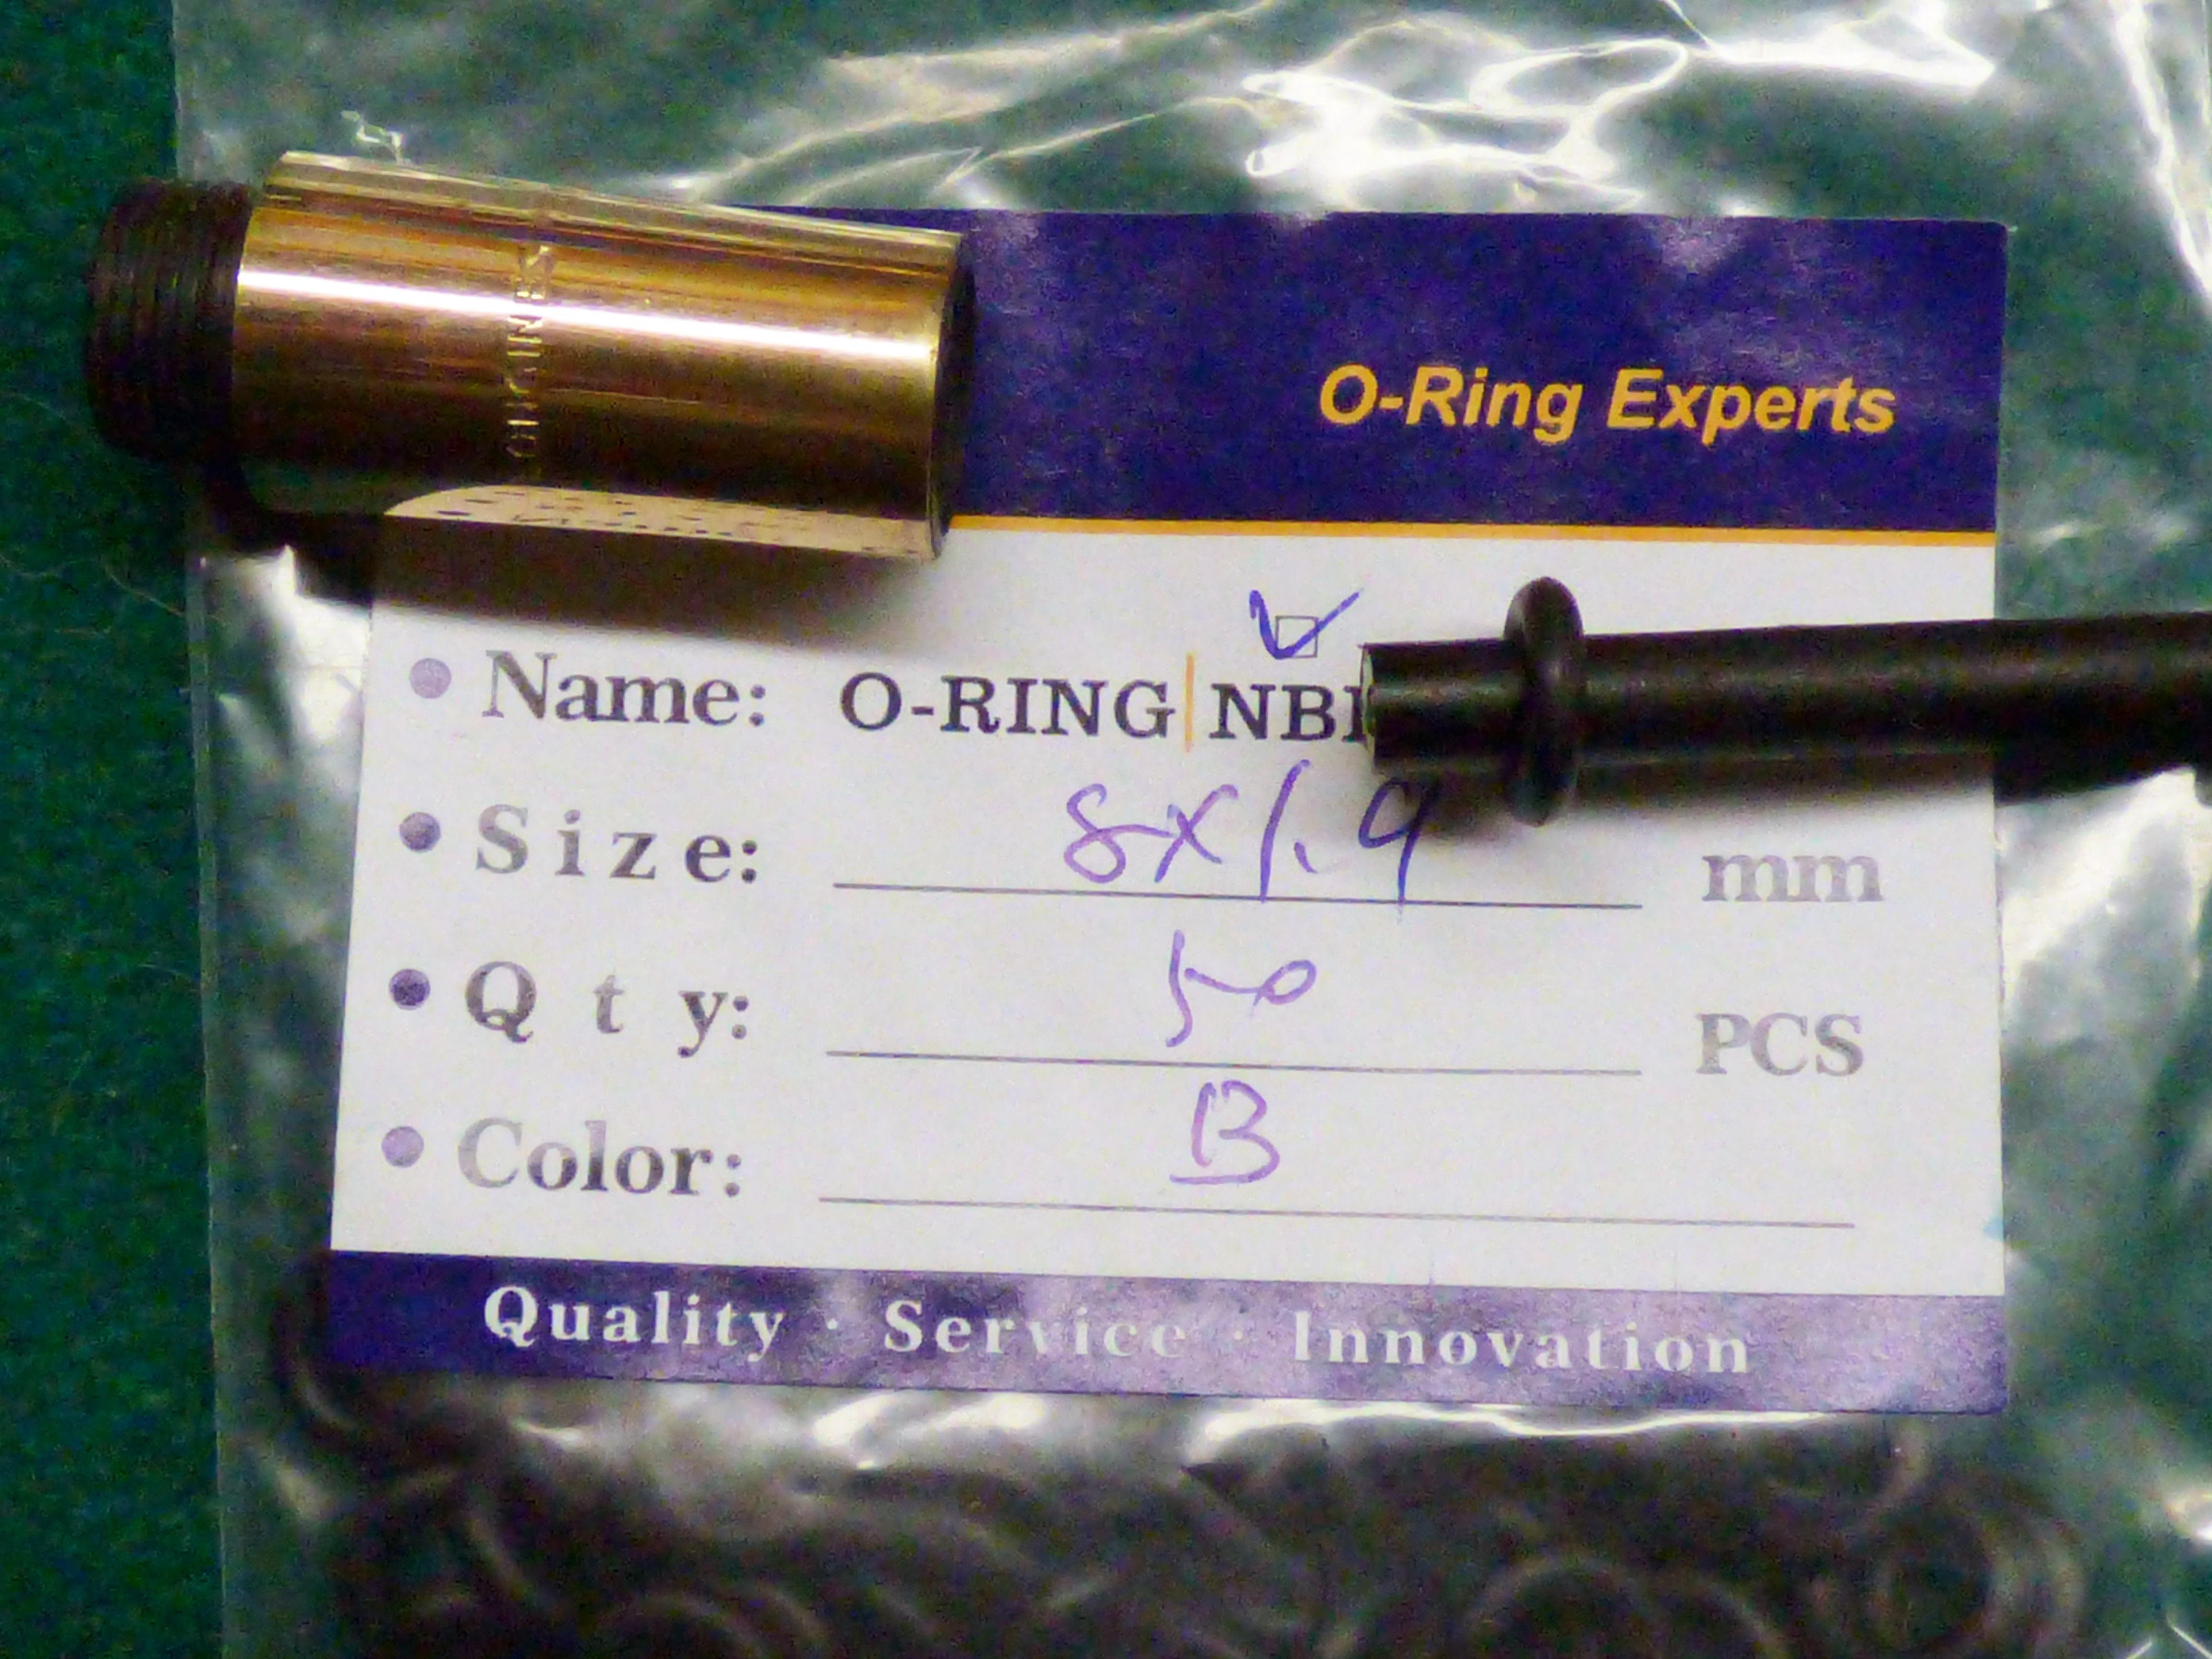 O-Ring Experts
Name: O-RING NB
Size: 8x1.9 mm
Qty: 50 PCS
Color: B
Quality · Service · Innovation